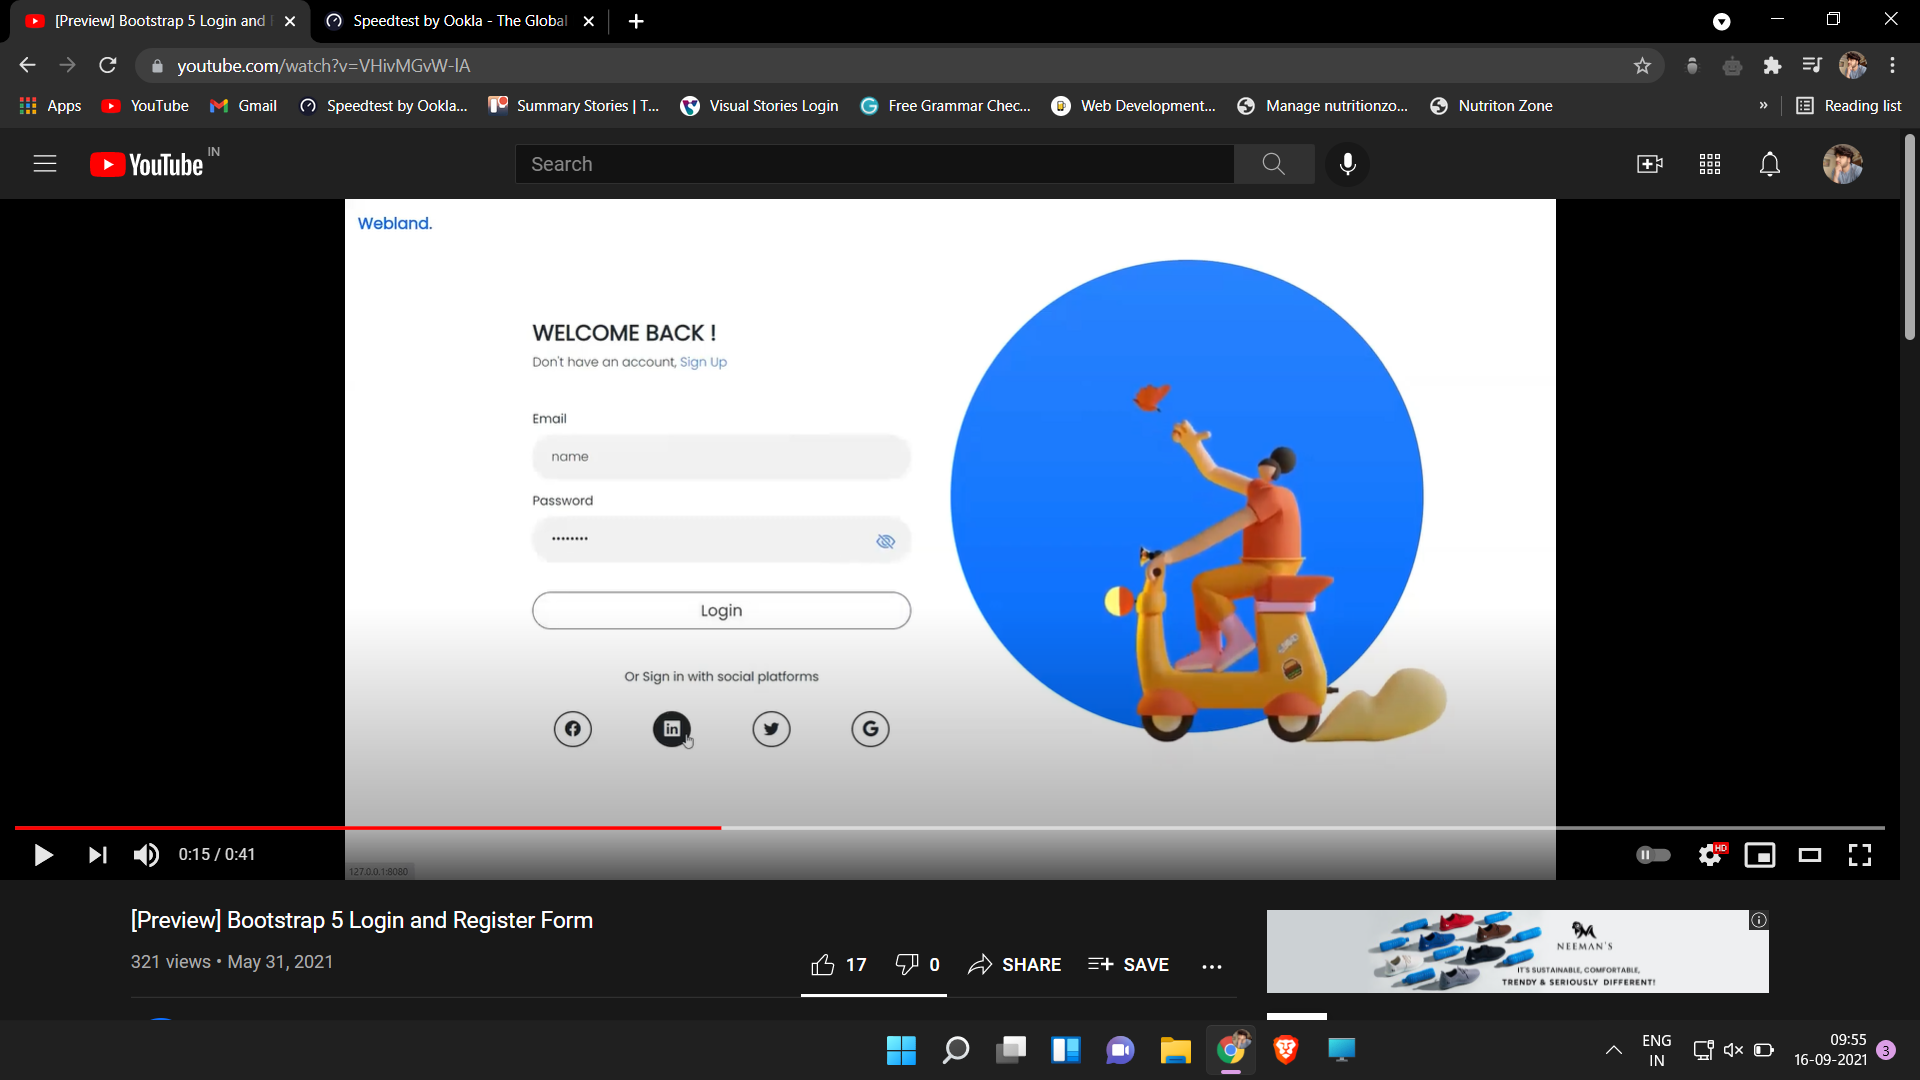 [Preview] Bootstrap 5 Login and
Speedtest by Ookla - The Global
youtube.com/watch?v=VHivMGvW-lA
Apps
YouTube
Gmail
Speedtest by Ookla...
Summary Stories | T...
Visual Stories Login
Free Grammar Chec...
Web Development...
Manage nutritionzo...
Nutriton Zone
»
Reading list
YouTube IN
Search
Webland.
WELCOME BACK !
Don't have an account, Sign Up
Email
name
Password
Login
Or Sign in with social platforms
0:15 / 0:41
HD
127.0.0.1:8080
[Preview] Bootstrap 5 Login and Register Form
321 views • May 31, 2021
17
0
SHARE
SAVE
NEEMAN'S
IT'S SUSTAINABLE, COMFORTABLE,
TRENDY & SERIOUSLY DIFFERENT!
ENG
IN
09:55
16-09-2021
3